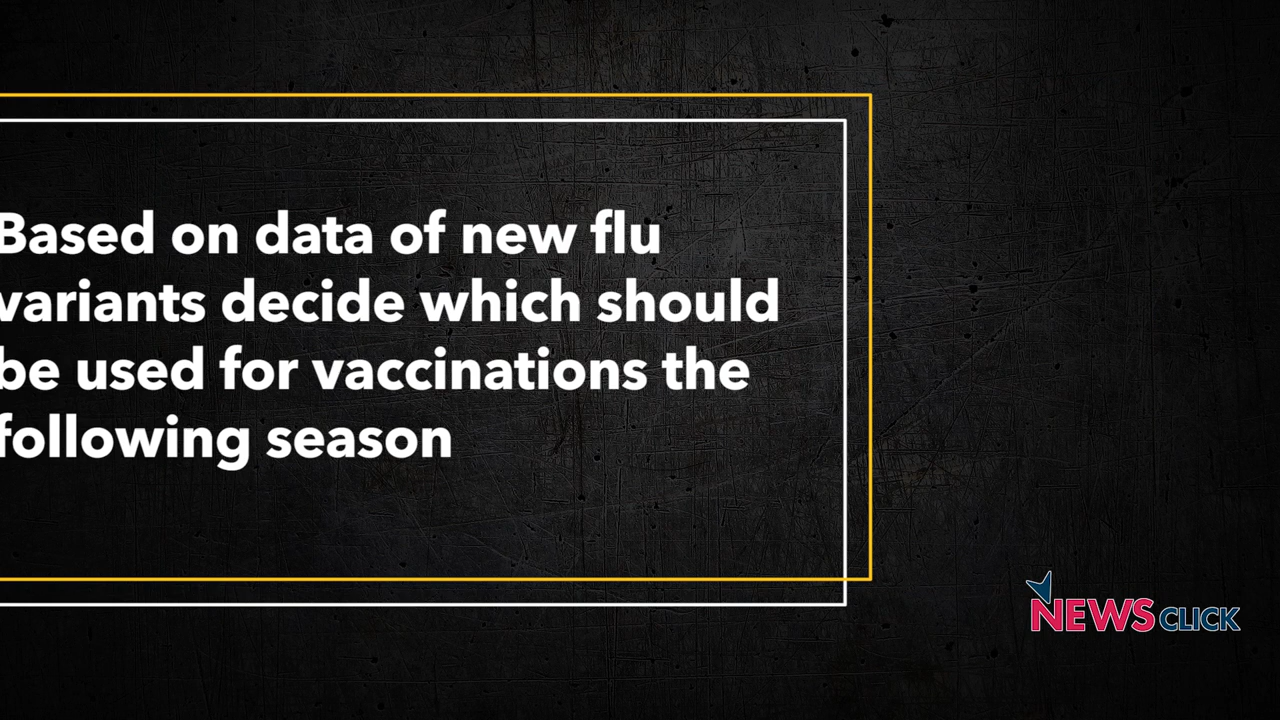 Based on data of new flu
variants decide which should
be used for vaccinations the
following season
NEWSCLICK